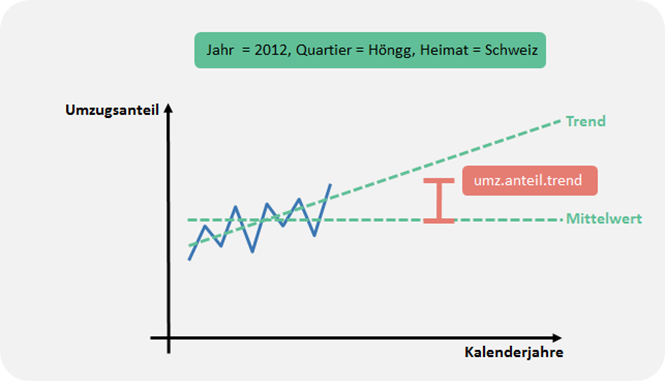 Jahr = 2012, Quartier = Höngg, Heimat = Schweiz
Umzugsanteil
Trend
umz.anteil.trend
Mittelwert
Kalenderjahre